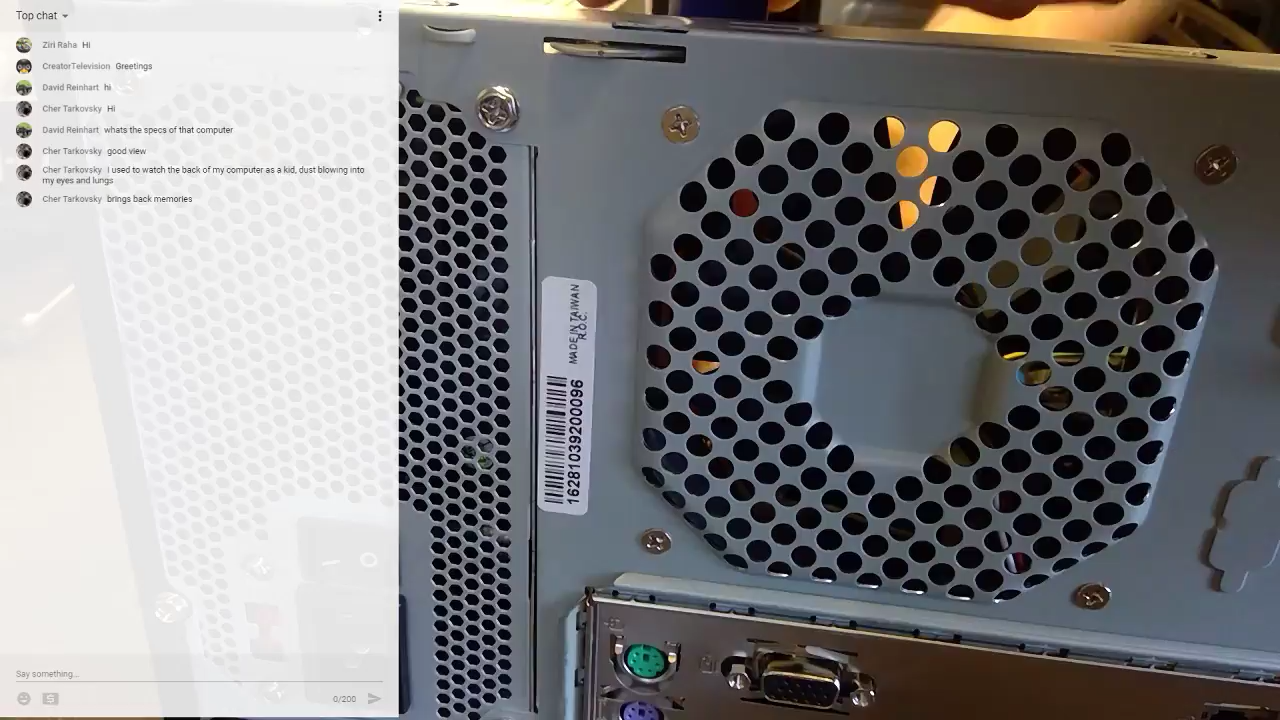 Top chat
Ziri Raha Hi
CreatorTelevision Greetings
David Reinhart hi
Cher Tarkovsky Hi
David Reinhart whats the specs of that computer
Cher Tarkovsky good view
Cher Tarkovsky I used to watch the back of my computer as a kid, dust blowing into
my eyes and lungs
Cher Tarkovsky brings back memories
Say something...
0/200
MADE IN TAIWAN
R.O.C.
16281039200096